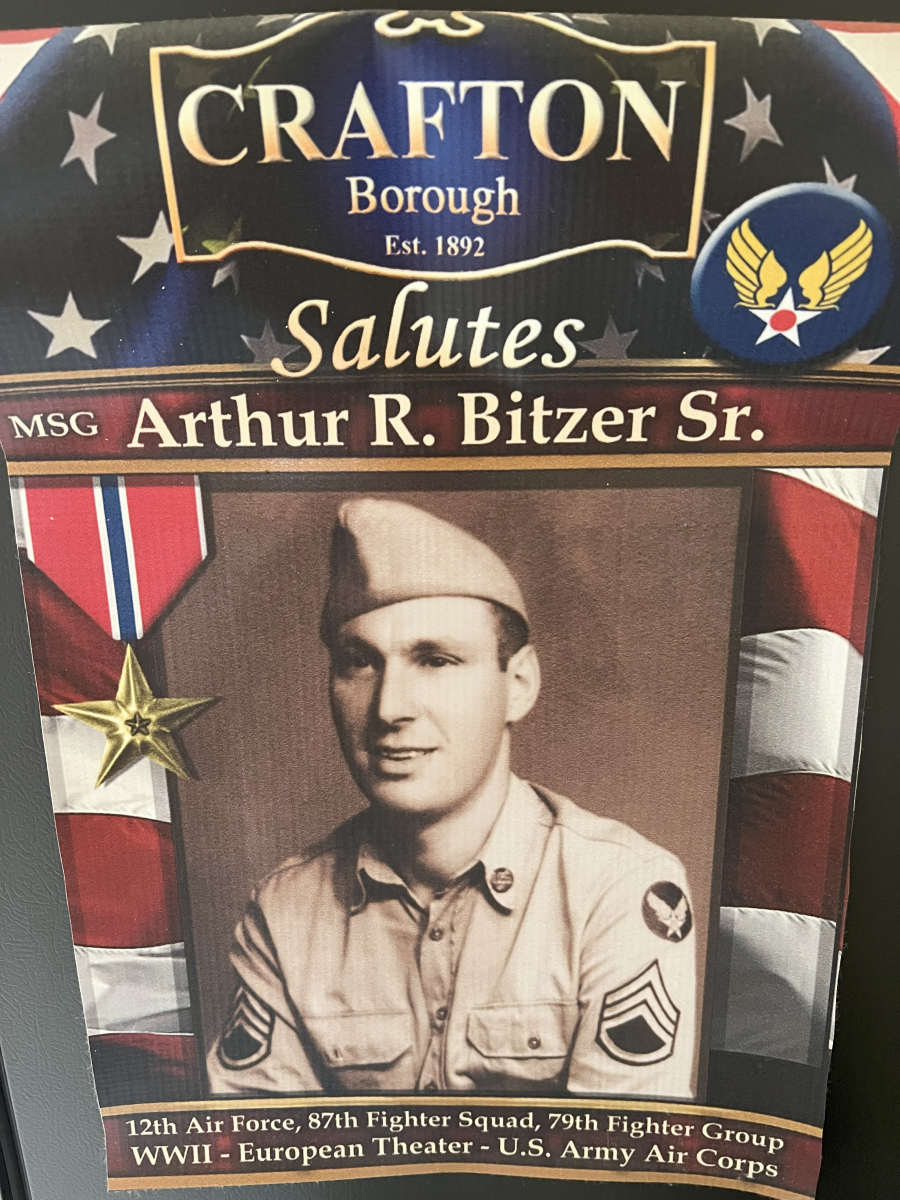 CRAFTON
Borough
Est. 1892
Salutes
MSG Arthur R. Bitzer Sr.
12th Air Force, 87th Fighter Squad, 79th Fighter Group
WWII - European Theater - U.S. Army Air Corps